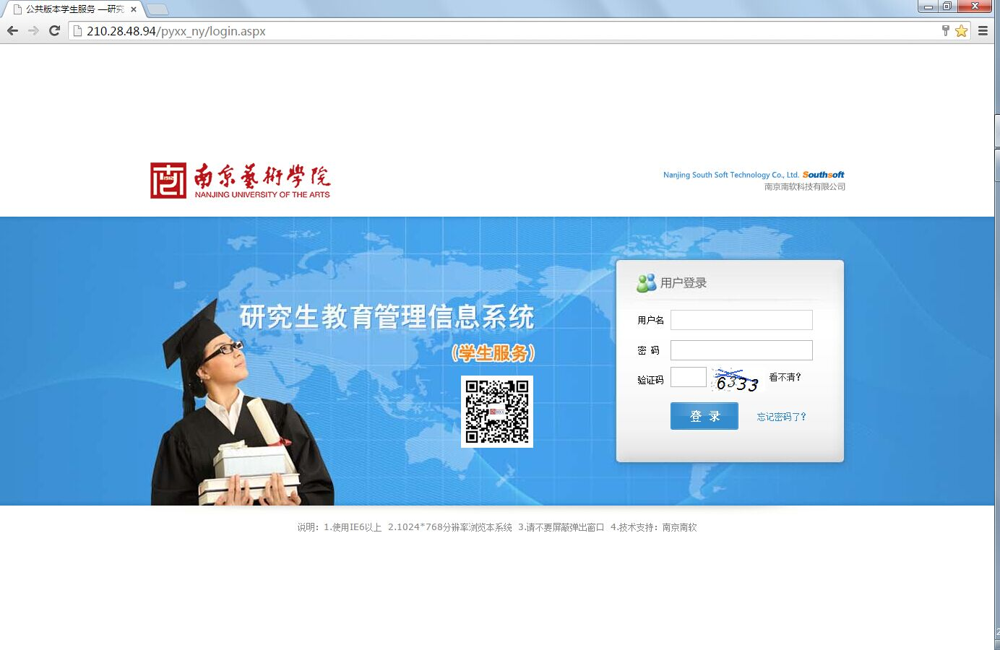 公共版本学生服务 —研究
210.28.48.94/pyxx_ny/login.aspx
南京藝術學院
NANJING UNIVERSITY OF THE ARTS
Nanjing South Soft Technology Co., Ltd. Southsoft
南京南软科技有限公司
用户登录
研究生教育管理信息系统
(学生服务)
用户名
密 码
验证码
6333
看不清?
登 录
忘记密码了?
说明：1.使用IE6以上 2.1024*768分辨率浏览本系统 3.请不要屏蔽弹出窗口 4.技术支持：南京南软